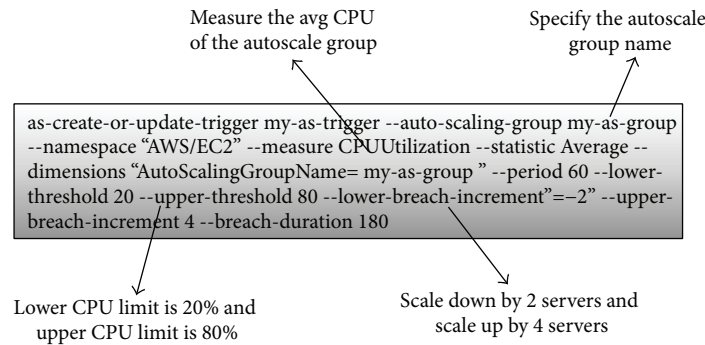 Measure the avg CPU
of the autoscale group
Specify the autoscale
group name
as-create-or-update-trigger my-as-trigger --auto-scaling-group my-as-group
--namespace “AWS/EC2” --measure CPUUtilization --statistic Average --
dimensions “AutoScalingGroupName= my-as-group ” --period 60 --lower-
threshold 20 --upper-threshold 80 --lower-breach-increment”=−2” --upper-
breach-increment 4 --breach-duration 180
Lower CPU limit is 20% and
upper CPU limit is 80%
Scale down by 2 servers and
scale up by 4 servers